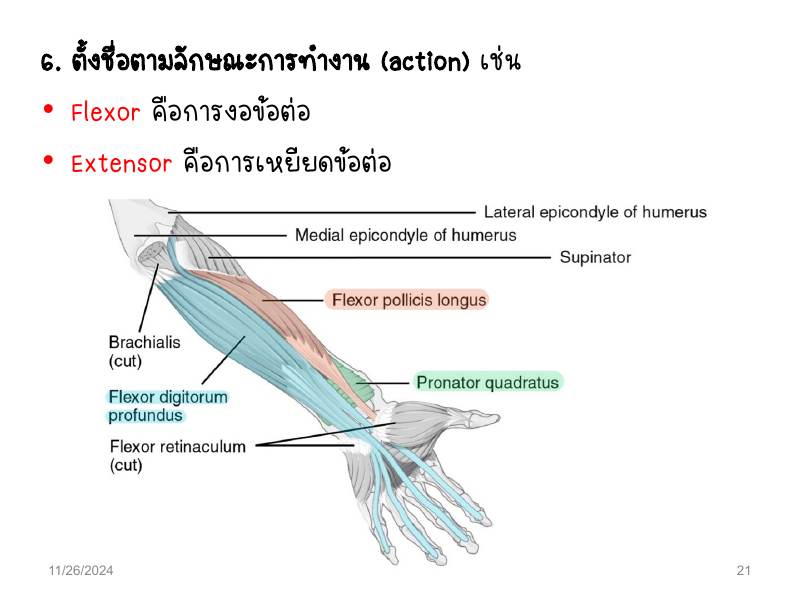 6. ตั้งชื่อตามลักษณะการทำงาน (action) เช่น
• Flexor คือการงอข้อต่อ
• Extensor คือการเหยียดข้อต่อ
Lateral epicondyle of humerus
Medial epicondyle of humerus
Supinator
Flexor pollicis longus
Brachialis
(cut)
Pronator quadratus
Flexor digitorum
profundus
Flexor retinaculum
(cut)
11/26/2024
21